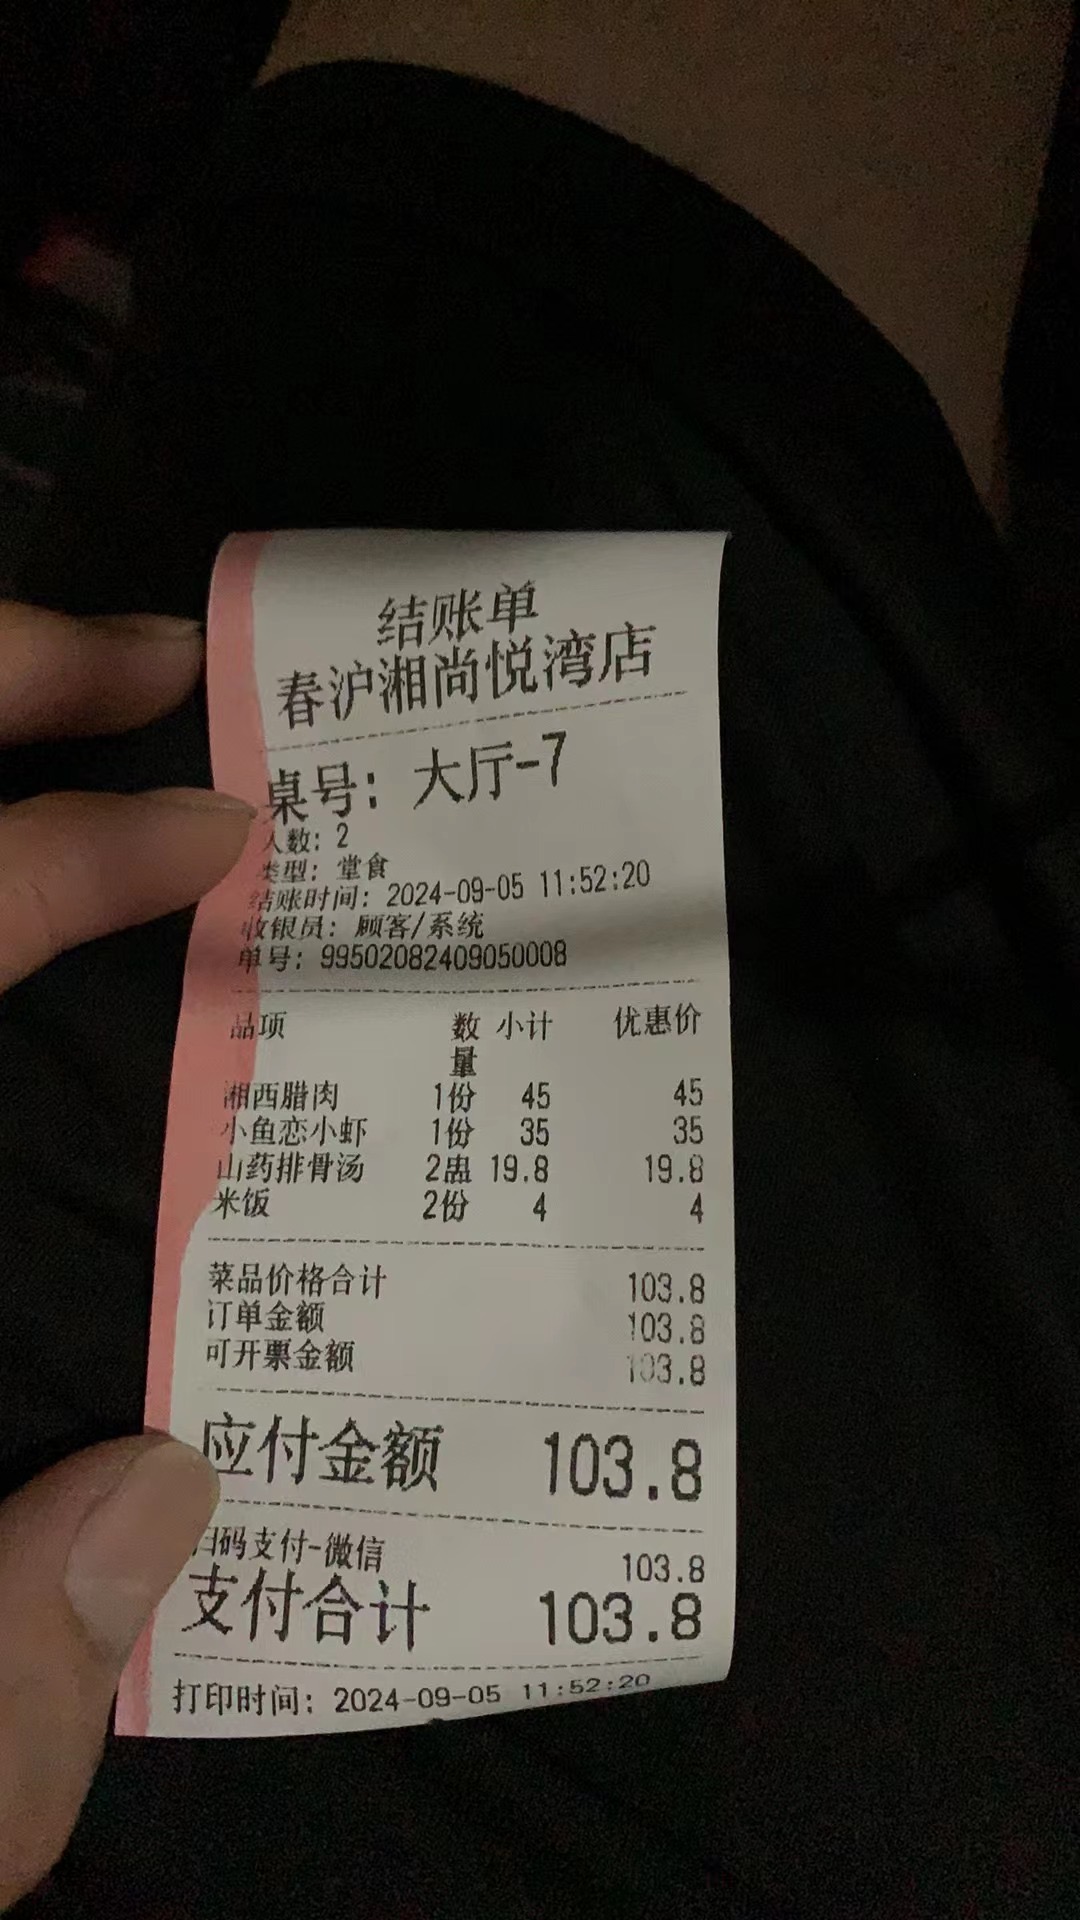 结账单
春沪湘尚悦湾店
桌号：大厅-7
人数：2
类型：堂食
结账时间：2024-09-05 11:52:20
收银员：顾客/系统
单号：99502082409050008
品项 数量 小计 优惠价
湘西腊肉 1份 45 45
小鱼恋小虾 1份 35 35
山药排骨汤 2盅 19.8 19.8
米饭 2份 4 4
菜品价格合计 103.8
订单金额 103.8
可开票金额 103.8
应付金额 103.8
扫码支付-微信 103.8
支付合计 103.8
打印时间：2024-09-05 11:52:20